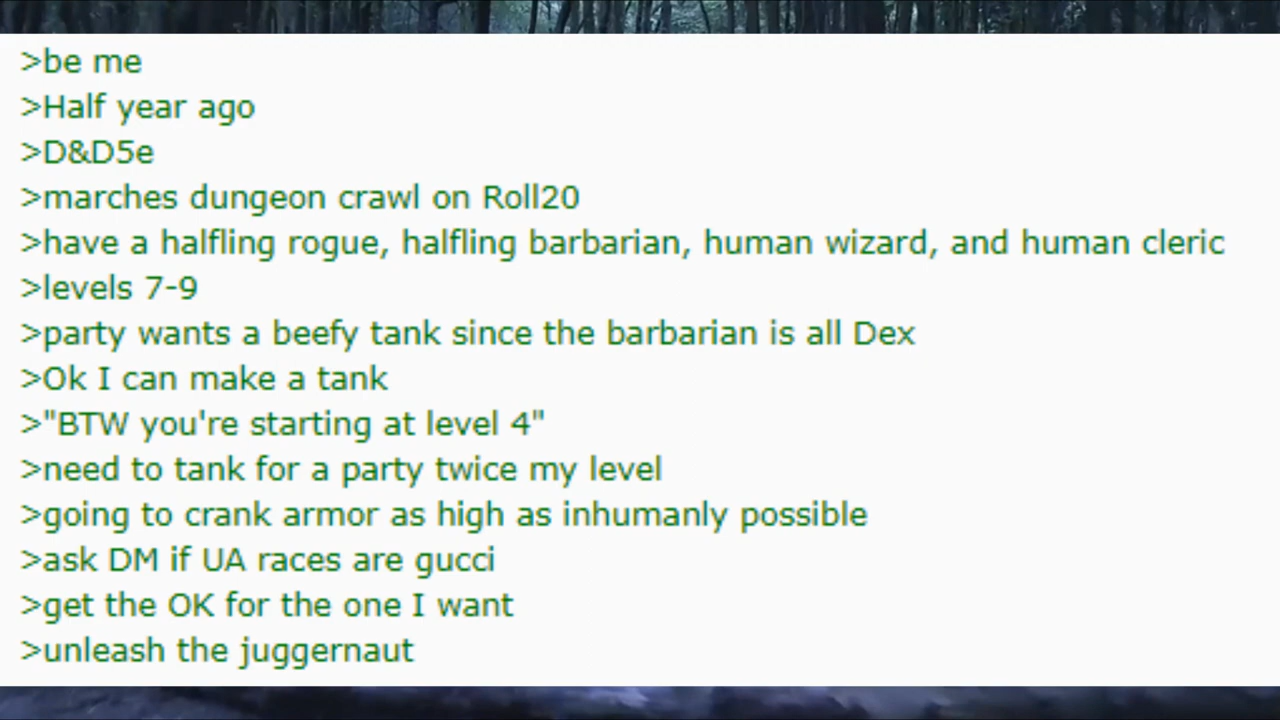 >be me
>Half year ago
>D&D5e
>marches dungeon crawl on Roll20
>have a halfling rogue, halfling barbarian, human wizard, and human cleric
>levels 7-9
>party wants a beefy tank since the barbarian is all Dex
>Ok I can make a tank
>"BTW you're starting at level 4"
>need to tank for a party twice my level
>going to crank armor as high as inhumanly possible
>ask DM if UA races are gucci
>get the OK for the one I want
>unleash the juggernaut